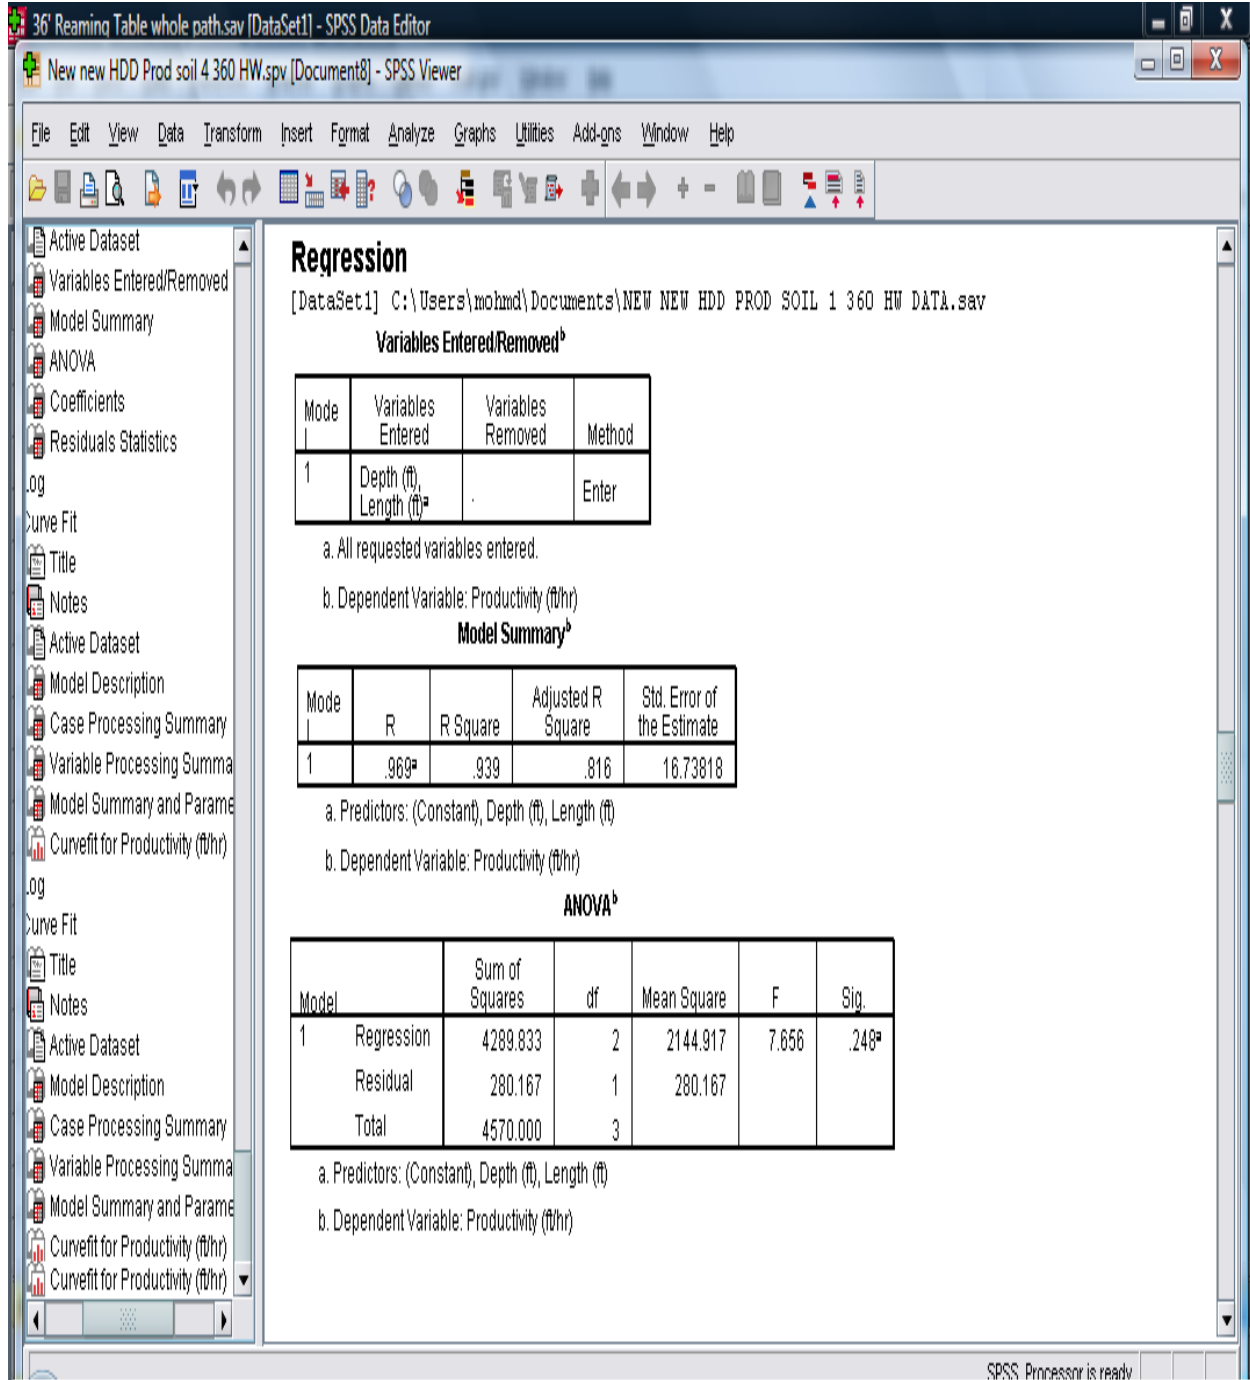 36' Reaming Table whole path.sav [DataSet1] - SPSS Data Editor
New new HDD Prod soil 4 360 HW.spv [Document8] - SPSS Viewer
File Edit View Data Transform Insert Format Analyze Graphs Utilities Add-ons Window Help
Active Dataset
Variables Entered/Removed
Model Summary
ANOVA
Coefficients
Residuals Statistics
.og
Curve Fit
Title
Notes
Active Dataset
Model Description
Case Processing Summary
Variable Processing Summa
Model Summary and Parame
Curvefit for Productivity (ft/hr)
.og
Curve Fit
Title
Notes
Active Dataset
Model Description
Case Processing Summary
Variable Processing Summa
Model Summary and Parame
Curvefit for Productivity (ft/hr)
Curvefit for Productivity (ft/hr)
Regression
[DataSet1] C:\Users\mohmd\Documents\NEW NEW HDD PROD SOIL 1 360 HW DATA.sav
Variables Entered/Removed b
Mode Variables Variables
l Entered Removed Method
1 Depth (ft), . Enter
Length (ft) a
a. All requested variables entered.
b. Dependent Variable: Productivity (ft/hr)
Model Summary b
Mode Adjusted R Std. Error of
l R R Square Square the Estimate
1 .969a .939 .816 16.73818
a. Predictors: (Constant), Depth (ft), Length (ft)
b. Dependent Variable: Productivity (ft/hr)
ANOVA b
Sum of
Model Squares df Mean Square F Sig.
1 Regression 4289.833 2 2144.917 7.656 .248a
Residual 280.167 1 280.167
Total 4570.000 3
a. Predictors: (Constant), Depth (ft), Length (ft)
b. Dependent Variable: Productivity (ft/hr)
SPSS Processor is ready